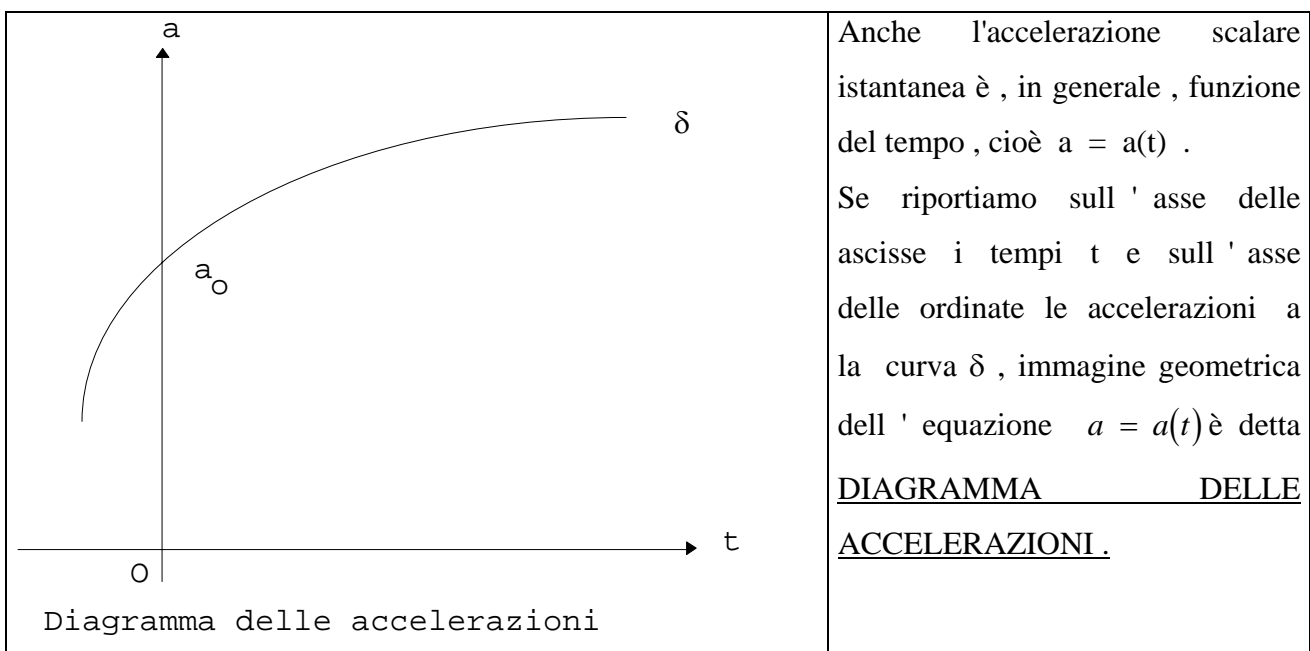 a
δ
a₀
t
O
Diagramma delle accelerazioni
Anche l'accelerazione scalare
istantanea è , in generale , funzione
del tempo , cioè a = a(t) .
Se riportiamo sull ' asse delle
ascisse i tempi t e sull ' asse
delle ordinate le accelerazioni a
la curva δ , immagine geometrica
dell ' equazione a = a(t) è detta
DIAGRAMMA DELLE
ACCELERAZIONI .